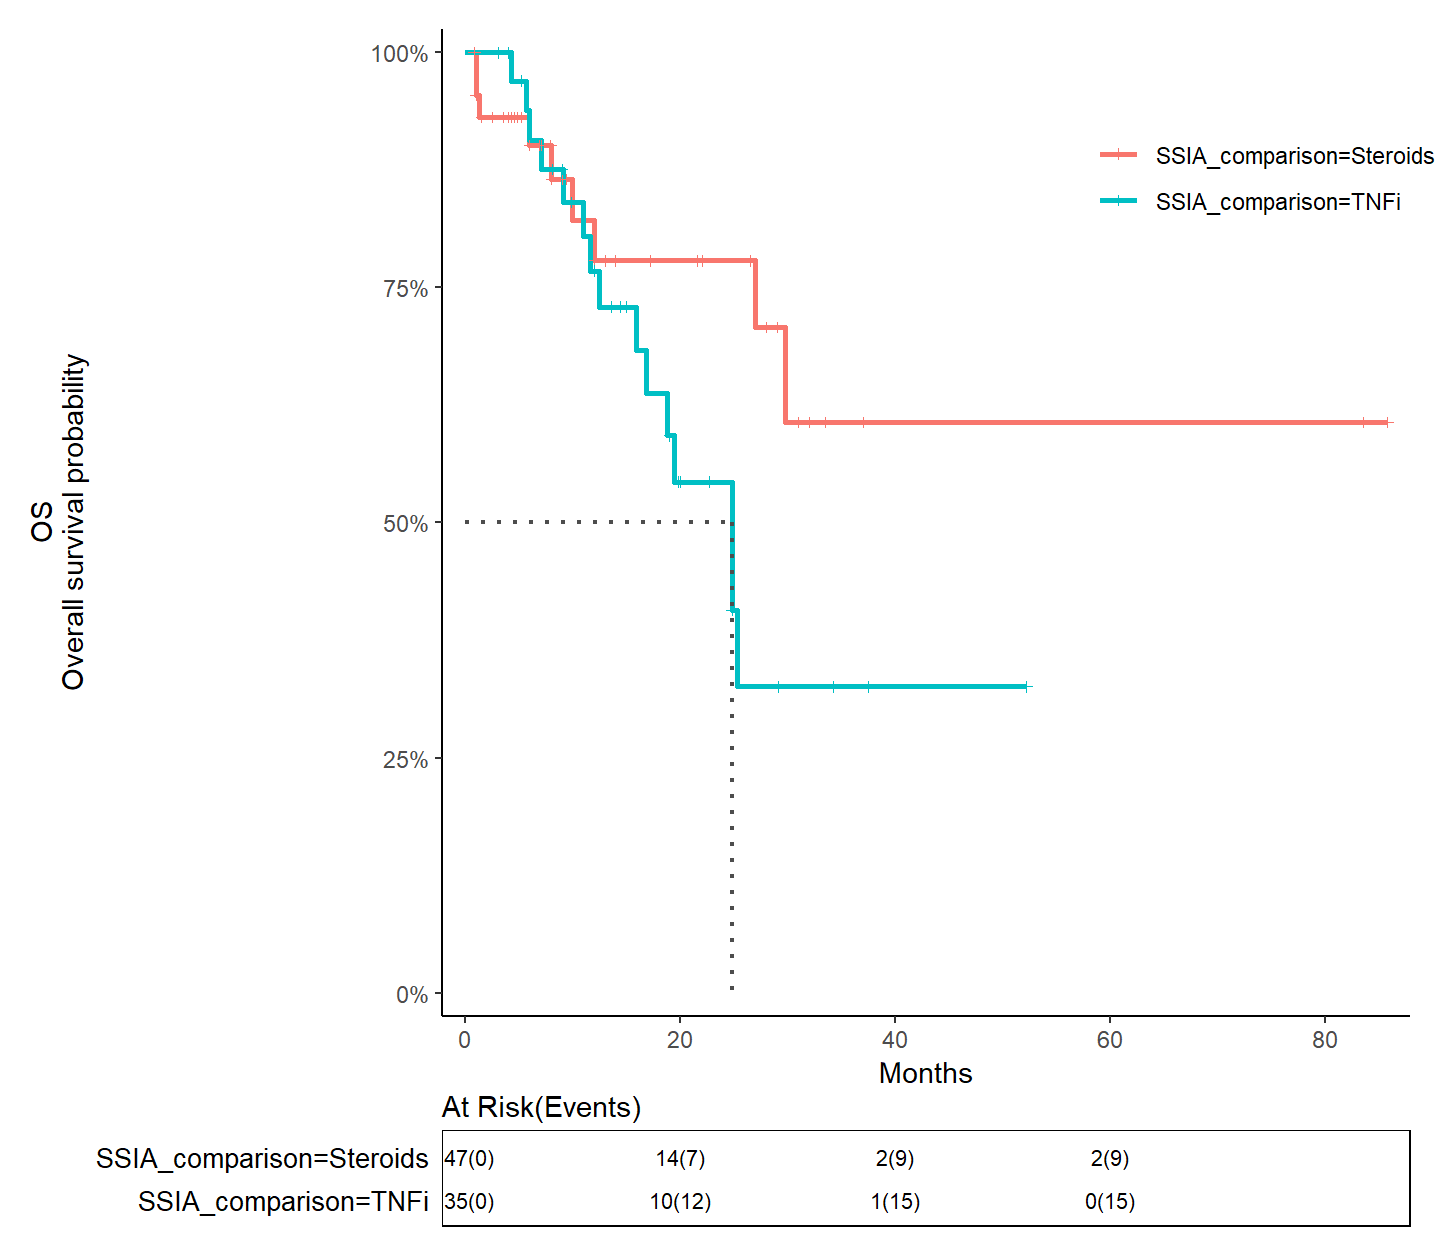 100%
75%
50%
25%
0%
OS
Overall survival probability
SSIA_comparison=Steroids
SSIA_comparison=TNFi
0 20 40 60 80
Months
At Risk(Events)
SSIA_comparison=Steroids 47(0) 14(7) 2(9) 2(9)
SSIA_comparison=TNFi 35(0) 10(12) 1(15) 0(15)